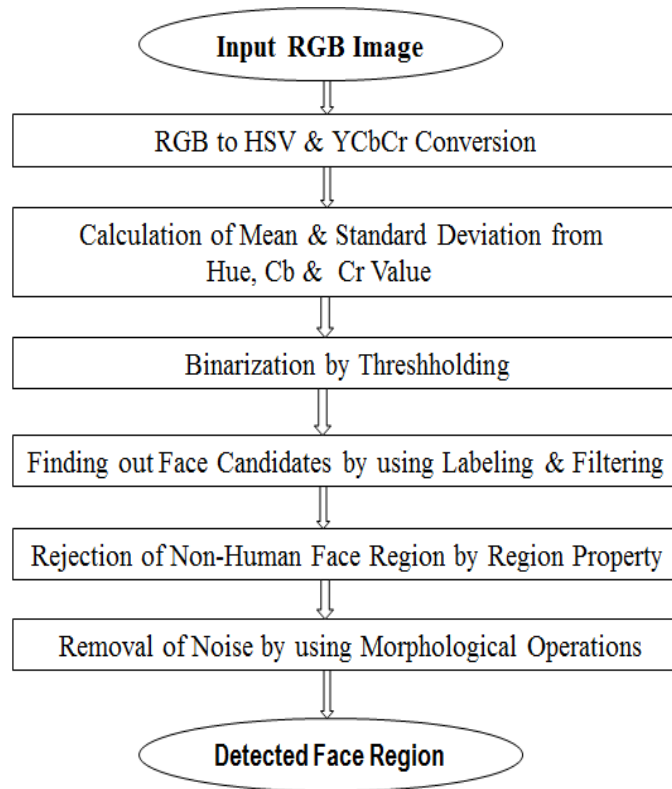 Input RGB Image
RGB to HSV & YCbCr Conversion
Calculation of Mean & Standard Deviation from
Hue, Cb & Cr Value
Binarization by Threshholding
Finding out Face Candidates by using Labeling & Filtering
Rejection of Non-Human Face Region by Region Property
Removal of Noise by using Morphological Operations
Detected Face Region